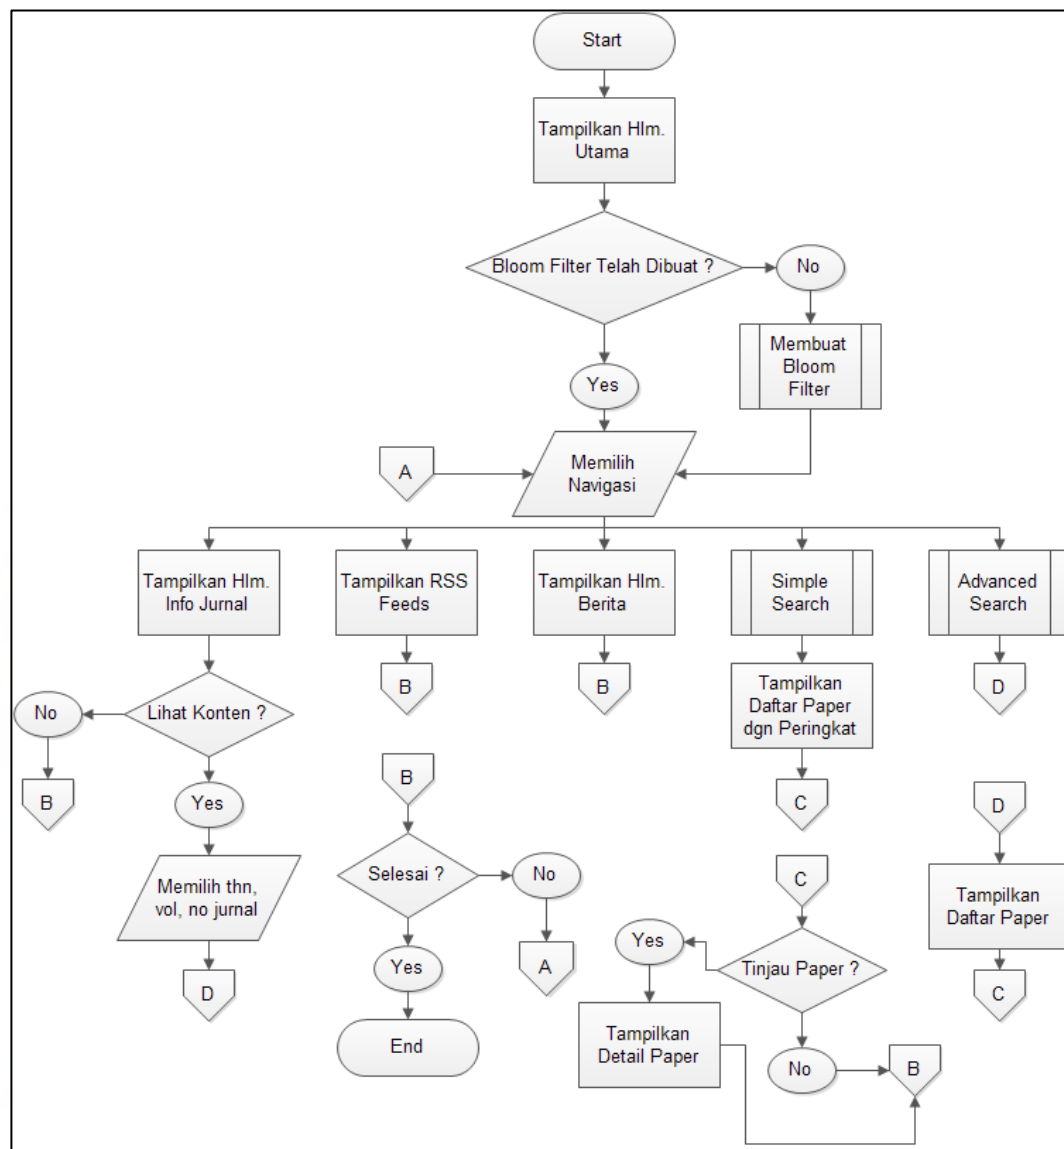 Start
Tampilkan Hlm.
Utama
Bloom Filter Telah Dibuat ?
No
Membuat
Bloom
Filter
Yes
A
Memilih
Navigasi
Tampilkan Hlm.
Info Jurnal
Tampilkan RSS
Feeds
Tampilkan Hlm.
Berita
Simple
Search
Advanced
Search
B
B
D
Tampilkan
Daftar Paper
dgn Peringkat
No
Lihat Konten ?
B
Yes
B
C
D
Memilih thn,
vol, no jurnal
D
Selesai ?
No
Yes
A
End
C
Tinjau Paper ?
Yes
Tampilkan
Detail Paper
No
B
Tampilkan
Daftar Paper
C